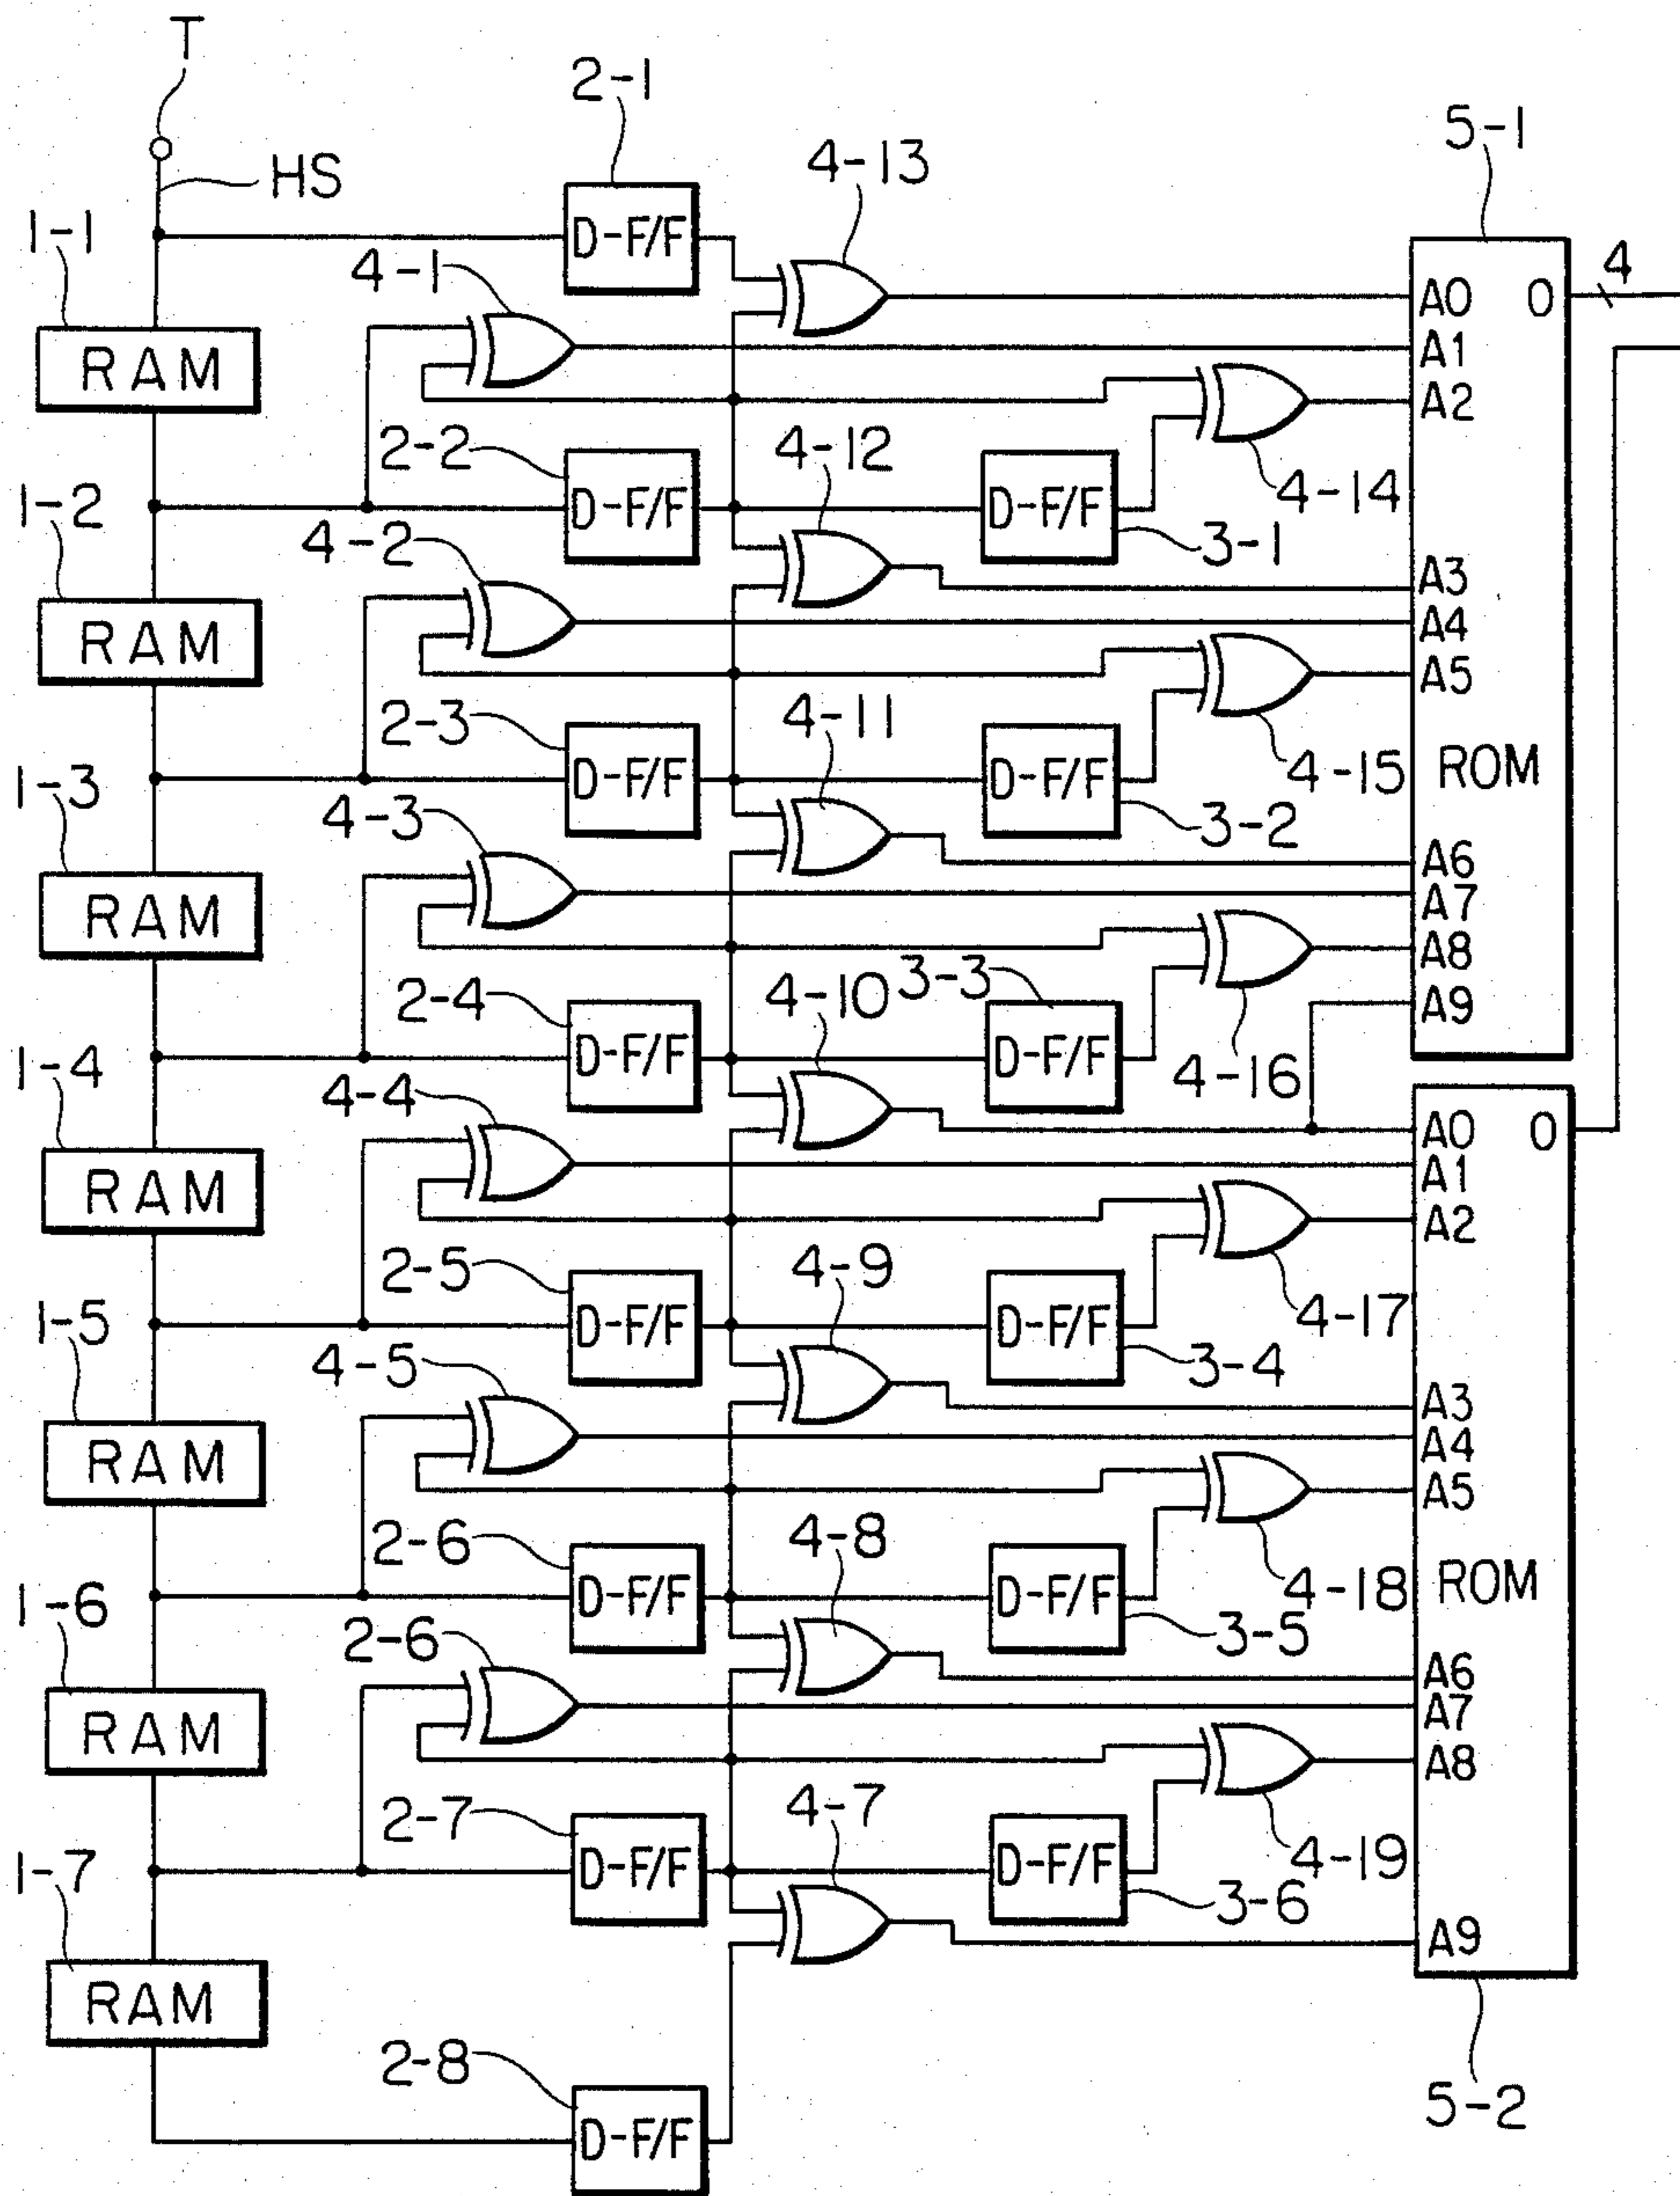 T
2-1
5-1
4-13
HS
1-1
D-F/F
4
4-1
A0 0
RAM
A1
A2
2-2
4-12
4-14
1-2
D-F/F
D-F/F
3-1
4-2
A3
RAM
A4
A5
2-3
4-11
4-15
ROM
1-3
D-F/F
D-F/F
3-2
4-3
A6
RAM
A7
A8
2-4
4-10
3-3
A9
1-4
D-F/F
D-F/F
4-16
4-4
A0 0
RAM
A1
A2
2-5
4-9
4-17
1-5
D-F/F
D-F/F
3-4
4-5
A3
RAM
A4
A5
2-6
4-8
4-18
ROM
1-6
D-F/F
D-F/F
3-5
2-6
A6
RAM
A7
A8
2-7
4-7
4-19
1-7
D-F/F
D-F/F
3-6
A9
RAM
2-8
5-2
D-F/F